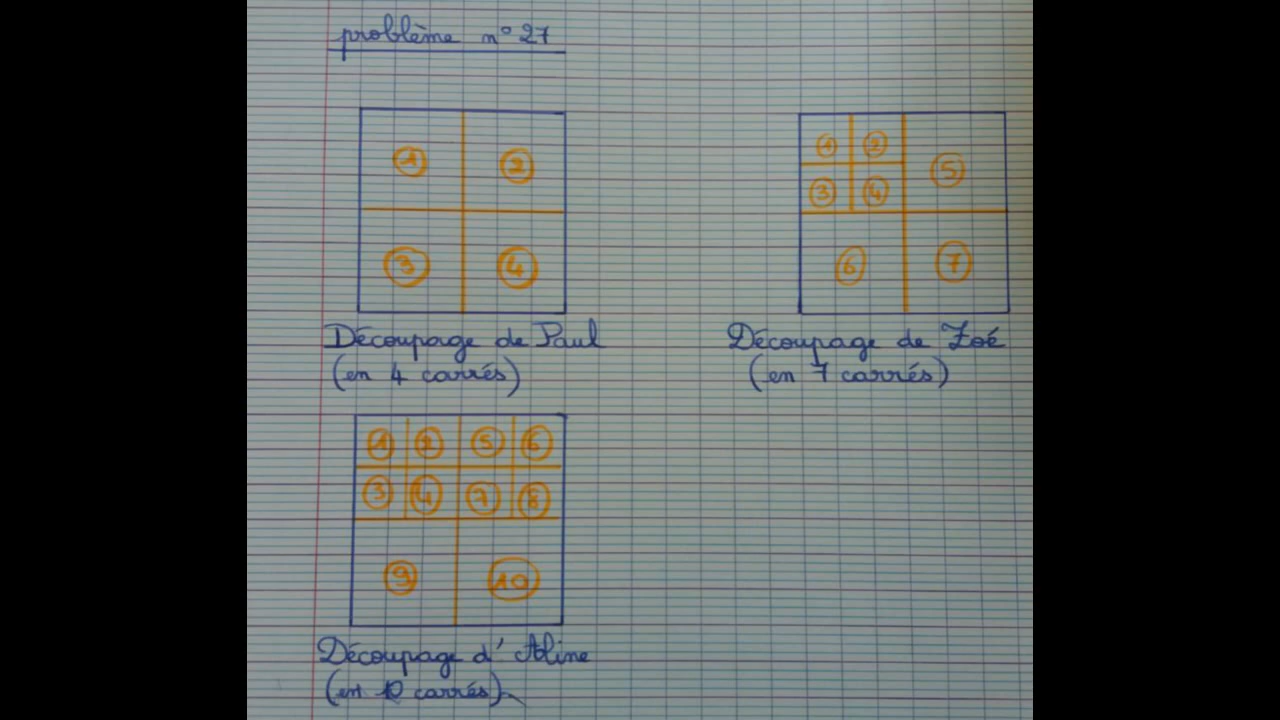 problème n° 27
1 2
3 4
Découpage de Paul
(en 4 carrés)
1 2 5
3 4
6 7
Découpage de Zoé
(en 7 carrés)
1 2 5 6
3 4 7 8
9 10
Découpage d'Aline
(en 10 carrés)